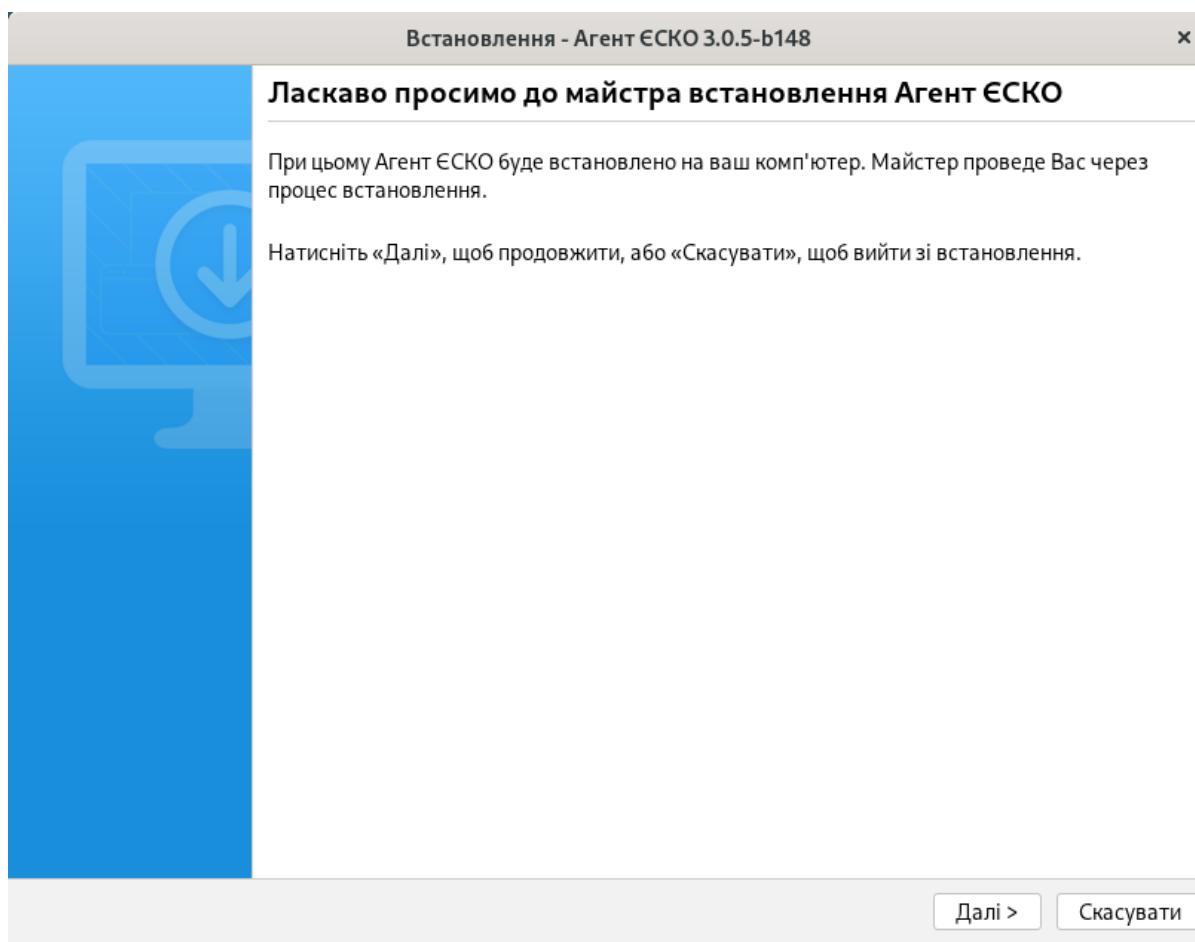 Встановлення - Агент ЄСКО 3.0.5-b148
Ласкаво просимо до майстра встановлення Агент ЄСКО
При цьому Агент ЄСКО буде встановлено на ваш комп'ютер. Майстер проведе Вас через
процес встановлення.
Натисніть «Далі», щоб продовжити, або «Скасувати», щоб вийти зі встановлення.
Далі >
Скасувати